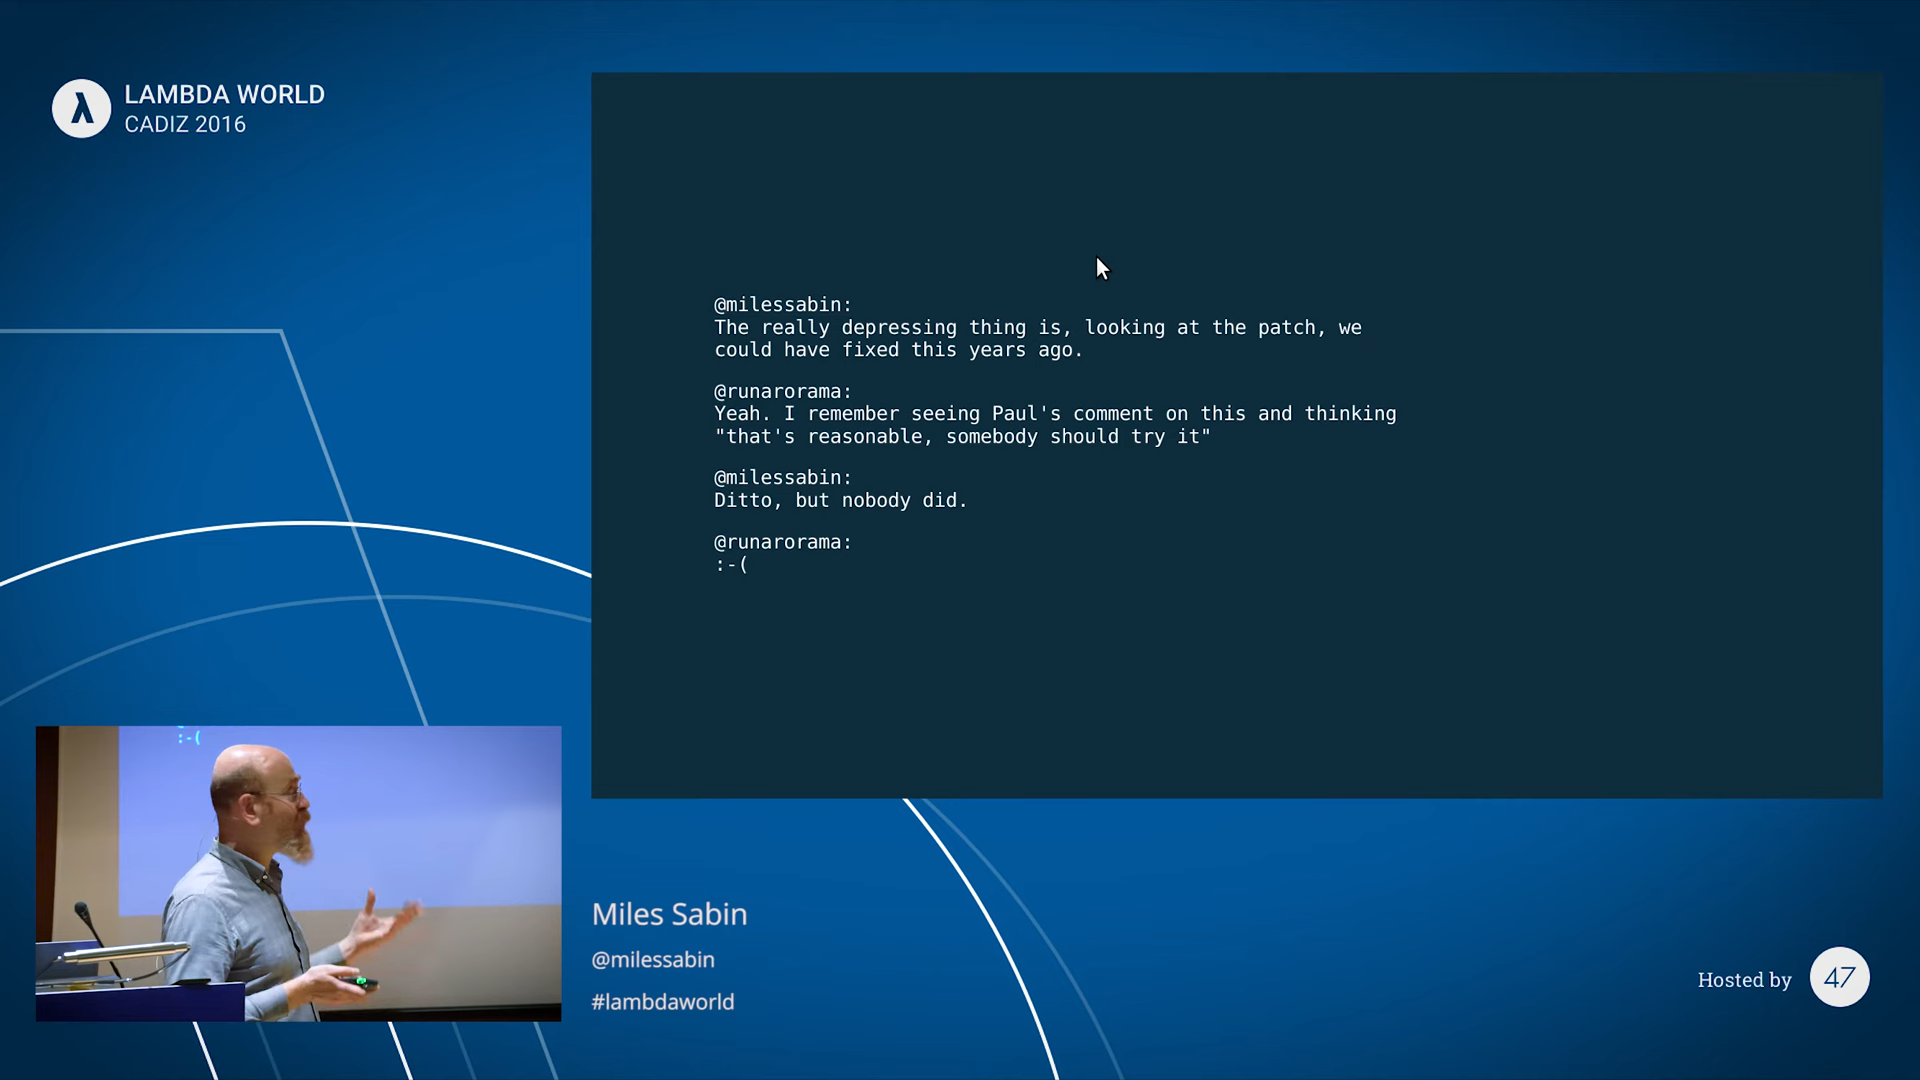 LAMBDA WORLD
CADIZ 2016
@milessabin:
The really depressing thing is, looking at the patch, we
could have fixed this years ago.
@runarorama:
Yeah. I remember seeing Paul's comment on this and thinking
"that's reasonable, somebody should try it"
@milessabin:
Ditto, but nobody did.
@runarorama:
:-(
:-(
Miles Sabin
@milessabin
#lambdaworld
Hosted by
47